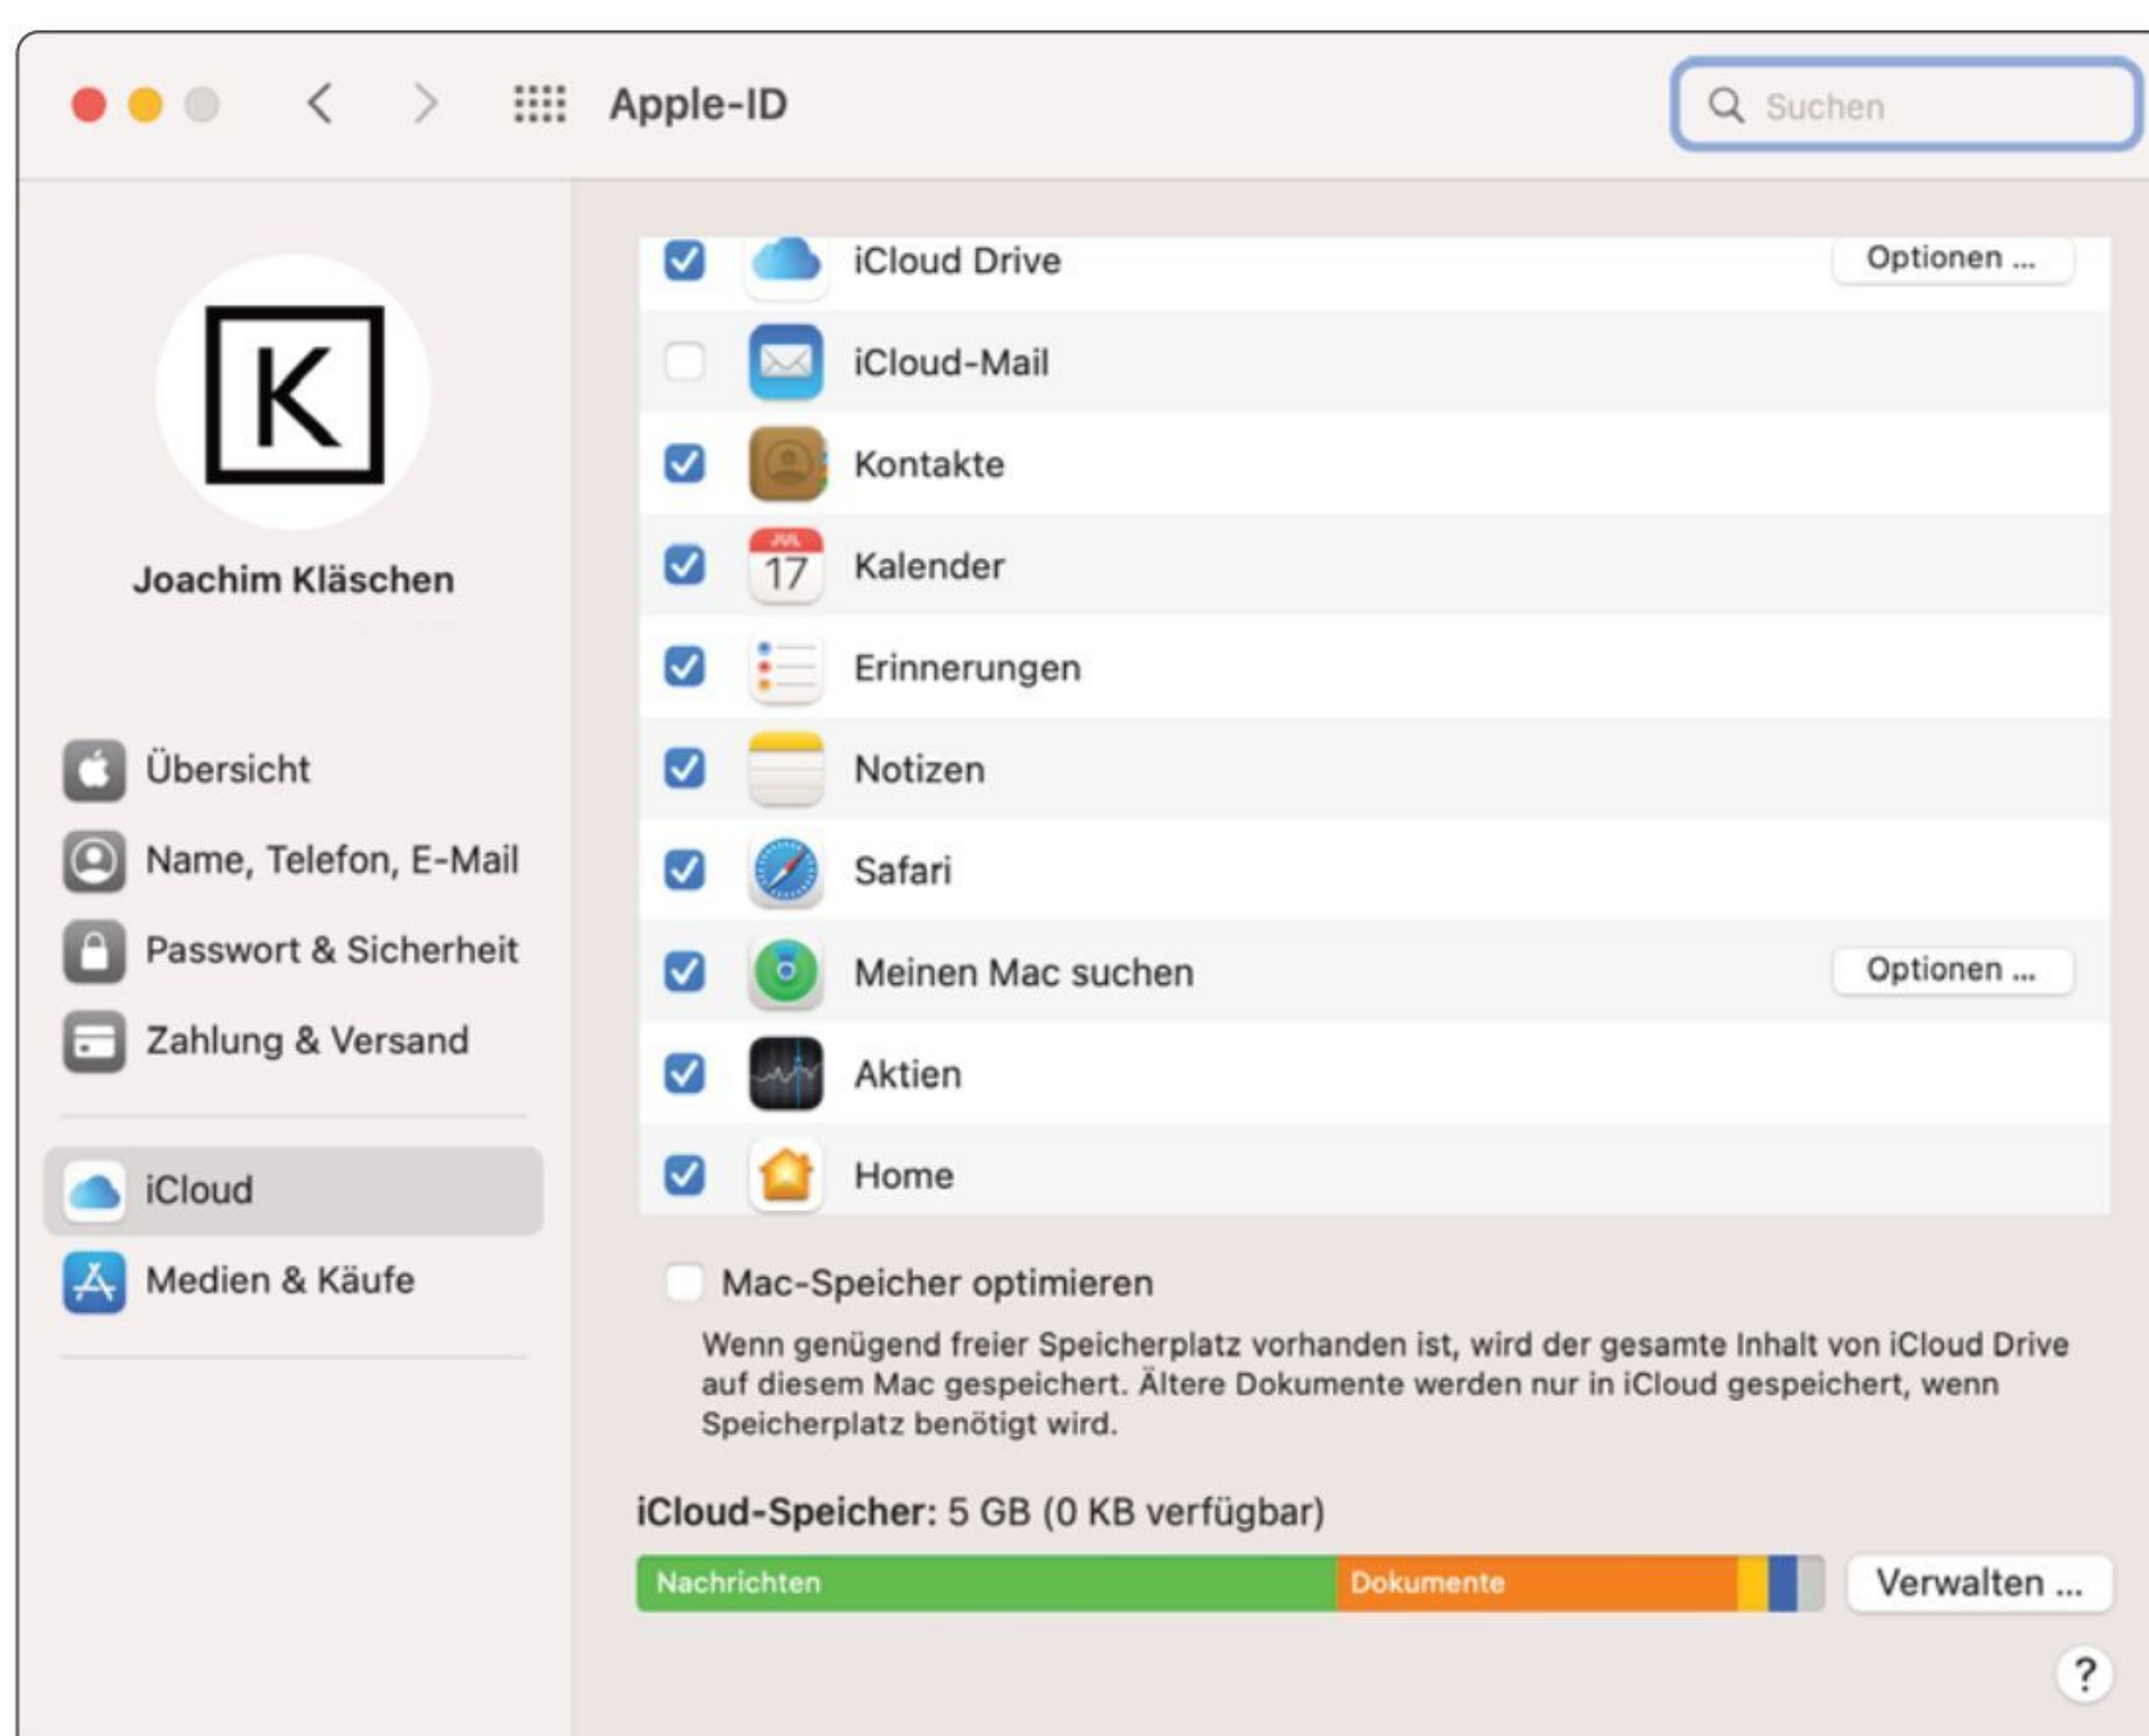 Apple-ID
Suchen
K
Joachim Kläschen
Übersicht
Name, Telefon, E-Mail
Passwort & Sicherheit
Zahlung & Versand
iCloud
Medien & Käufe
iCloud Drive
Optionen ...
iCloud-Mail
Kontakte
JUL
17
Kalender
Erinnerungen
Notizen
Safari
Meinen Mac suchen
Optionen ...
Aktien
Home
Mac-Speicher optimieren
Wenn genügend freier Speicherplatz vorhanden ist, wird der gesamte Inhalt von iCloud Drive
auf diesem Mac gespeichert. Ältere Dokumente werden nur in iCloud gespeichert, wenn
Speicherplatz benötigt wird.
iCloud-Speicher: 5 GB (0 KB verfügbar)
Nachrichten
Dokumente
Verwalten ...
?